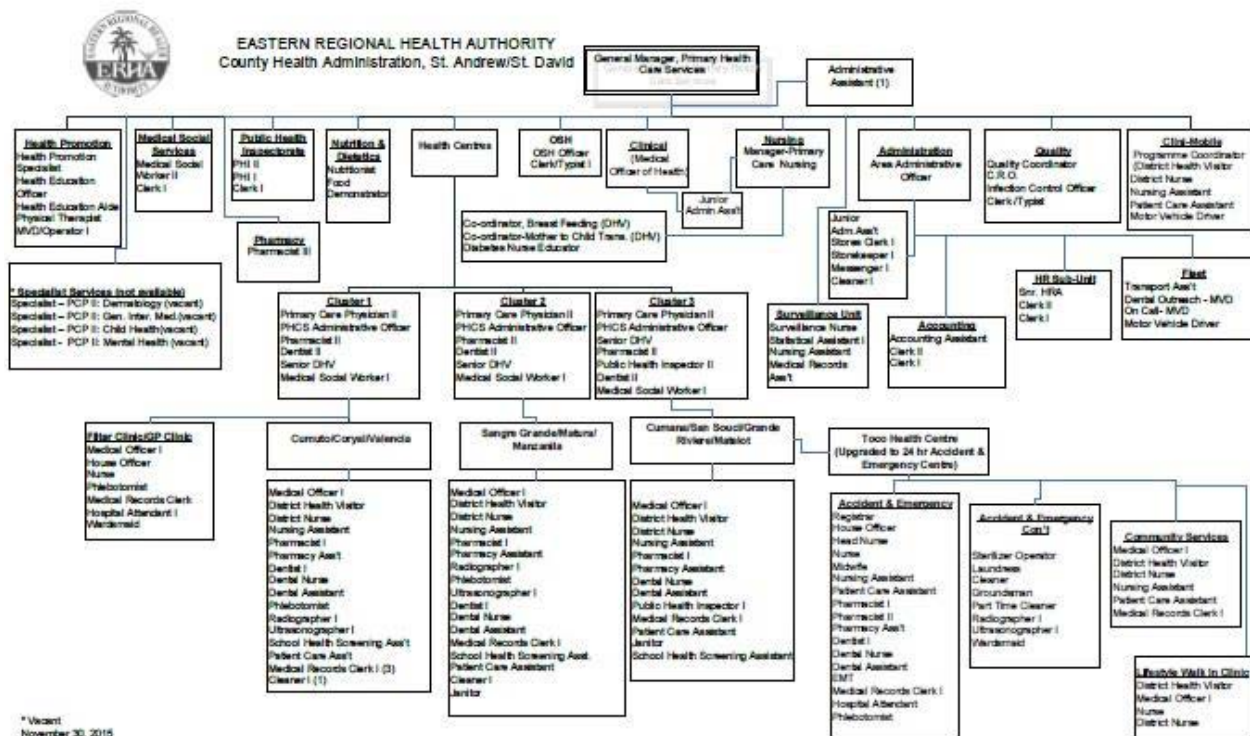 EASTERN REGIONAL HEALTH AUTHORITY
County Health Administration, St. Andrew/St. David
ERHA
General Manager, Primary Health
Care Services
Administrative
Assistant (1)
Health Promotion
Health Promotion
Specialist
Health Education
Officer
Health Education Aide
Physical Therapist
MVD/Operator I
Medical Social
Services
Medical Social
Worker II
Clerk I
Public Health
Inspectorate
PHI II
PHI I
Clerk I
Nutrition &
Dietetics
Nutritionist
Food
Demonstrator
Health Centres
OSH
OSH Officer
Clerk/Typist I
Clinical
(Medical
Officer of Health)
Nursing
Manager-Primary
Care Nursing
Administration
Area Administrative
Officer
Quality
Quality Coordinator
C.R.O.
Infection Control Officer
Clerk /Typist
Clini-Mobile
Programme Coordinator
(District Health Visitor
District Nurse
Nursing Assistant
Patient Care Assistant
Motor Vehicle Driver
Junior
Admin Ass't
Pharmacy
Pharmacist III
Co-ordinator, Breast Feeding (DHV)
Co-ordinator-Mother to Child Trans. (DHV)
Diabetes Nurse Educator
Junior
Adm. Ass't
Stores Clerk I
Storekeeper I
Messenger I
Cleaner I
* Specialist Services (not available)
Specialist – PCP II: Dermatology (vacant)
Specialist – PCP II: Gen. Inter. Med.(vacant)
Specialist – PCP II: Child Health(vacant)
Specialist - PCP II: Mental Health (vacant)
Cluster 1
Primary Care Physician II
PHCS Administrative Officer
Pharmacist II
Dentist II
Senior DHV
Medical Social Worker I
Cluster 2
Primary Care Physician II
PHCS Administrative Officer
Pharmacist II
Dentist II
Senior DHV
Medical Social Worker I
Cluster 3
Primary Care Physician II
PHCS Administrative Officer
Senior DHV
Pharmacist II
Public Health Inspector II
Dentist II
Medical Social Worker I
Surveillance Unit
Surveillance Nurse
Statistical Assistant I
Nursing Assistant
Medical Records
Ass't
Accounting
Accounting Assistant
Clerk II
Clerk I
HR Sub-Unit
Snr. HRA
Clerk II
Clerk I
Fleet
Transport Ass't
Dental Outreach - MVD
On Call- MVD
Motor Vehicle Driver
Filter Clinic/GP Clinic
Medical Officer I
House Officer
Nurse
Phlebotomist
Medical Records Clerk
Hospital Attendant I
Wardsmaid
Cumuto/Coryal/Valencia
Sangre Grande/Matura/
Manzanilla
Cumana/San Souci/Grande
Riviere/Matelot
Toco Health Centre
(Upgraded to 24 hr Accident &
Emergency Centre)
Medical Officer I
District Health Visitor
District Nurse
Nursing Assistant
Pharmacist I
Pharmacy Ass't
Dentist I
Dental Nurse
Dental Assistant
Phlebotomist
Radiographer I
Ultrasonographer I
School Health Screening Ass't
Patient Care Ass't
Medical Records Clerk I (3)
Cleaner I (1)
Medical Officer I
District Health Visitor
District Nurse
Nursing Assistant
Pharmacist I
Pharmacy Assistant
Radiographer I
Phlebotomist
Ultrasonographer I
Dentist I
Dental Nurse
Dental Assistant
Medical Records Clerk I
School Health Screening Asst.
Patient Care Assistant
Cleaner I
Janitor
Medical Officer I
District Health Visitor
District Nurse
Nursing Assistant
Pharmacist I
Pharmacy Assistant
Dental Nurse
Dental Assistant
Public Health Inspector I
Medical Records Clerk I
Patient Care Assistant
Janitor
School Health Screening Assistant
Accident & Emergency
Registrar
House Officer
Head Nurse
Nurse
Midwife
Nursing Assistant
Patient Care Assistant
Pharmacist I
Pharmacist II
Pharmacy Ass't
Dentist I
Dental Nurse
Dental Assistant
EMT
Medical Records Clerk I
Hospital Attendant
Phlebotomist
Accident & Emergency
Con't
Sterilizer Operator
Laundress
Cleaner
Groundsman
Part Time Cleaner
Radiographer I
Ultrasonographer I
Wardsmaid
Community Services
Medical Officer I
District Health Visitor
District Nurse
Nursing Assistant
Patient Care Assistant
Medical Records Clerk I
Lifestyle Walk In Clinic
District Health Visitor
Medical Officer I
Nurse
District Nurse
* Vacant
November 30, 2015